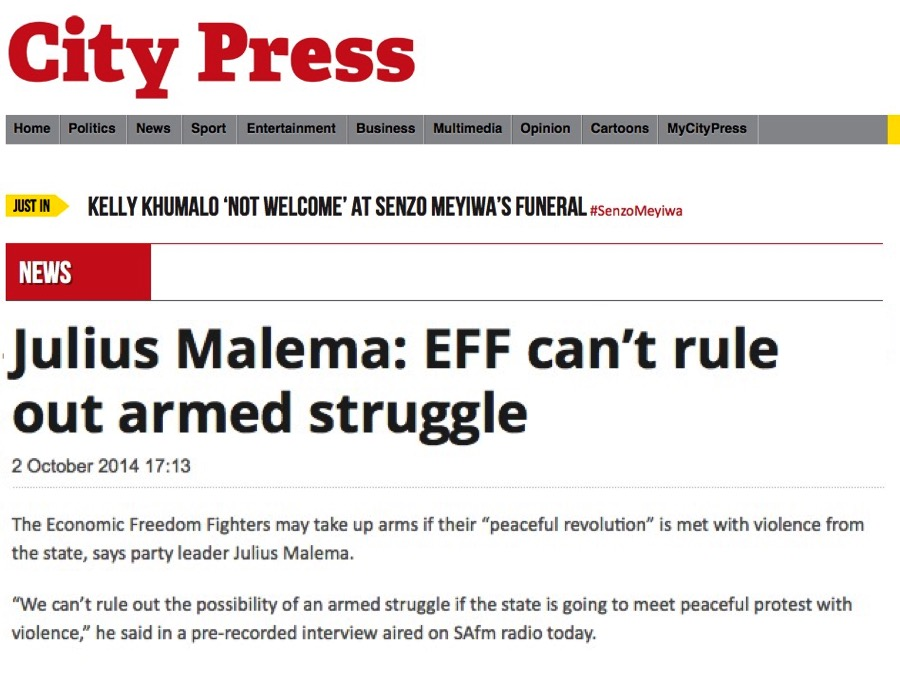 City Press
Home Politics News Sport Entertainment Business Multimedia Opinion Cartoons MyCityPress
JUST IN KELLY KHUMALO ‘NOT WELCOME’ AT SENZO MEYIWA’S FUNERAL #SenzoMeyiwa
NEWS
Julius Malema: EFF can’t rule
out armed struggle
2 October 2014 17:13
The Economic Freedom Fighters may take up arms if their “peaceful revolution” is met with violence from
the state, says party leader Julius Malema.
“We can’t rule out the possibility of an armed struggle if the state is going to meet peaceful protest with
violence,” he said in a pre-recorded interview aired on SAfm radio today.